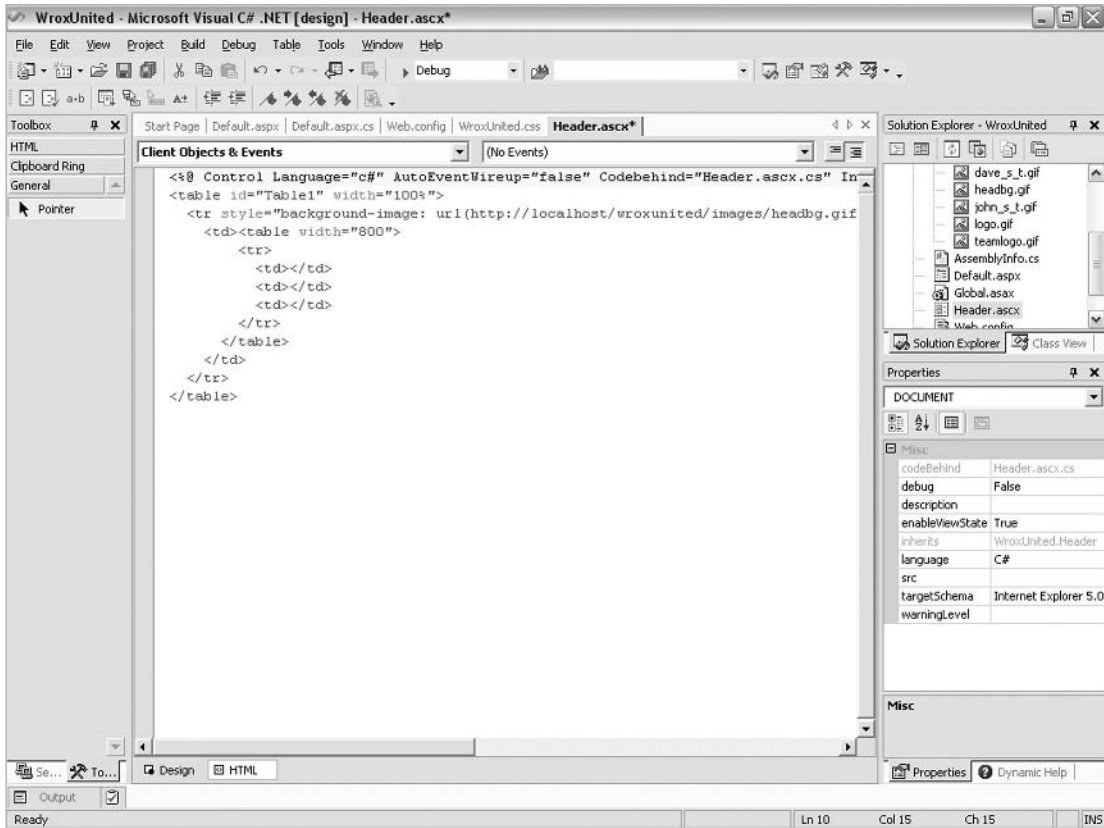 WroxUnited - Microsoft Visual C# .NET [design] - Header.ascx*
File Edit View Project Build Debug Table Tools Window Help
Debug
a·b
Toolbox
HTML
Clipboard Ring
General
Pointer
Start Page | Default.aspx | Default.aspx.cs | Web.config | WroxUnited.css | Header.ascx*
Client Objects & Events
(No Events)
<%@ Control Language="c#" AutoEventWireup="false" Codebehind="Header.ascx.cs" In
<table id="Table1" width="100%">
<tr style="background-image: url(http://localhost/wroxunited/images/headbg.gif
<td><table width="800">
<tr>
<td></td>
<td></td>
<td></td>
</tr>
</table>
</td>
</tr>
</table>
Design HTML
Se... To...
Output
Solution Explorer - WroxUnited
dave_s_t.gif
headbg.gif
john_s_t.gif
logo.gif
teamlogo.gif
AssemblyInfo.cs
Default.aspx
Global.asax
Header.ascx
Web.config
Solution Explorer Class View
Properties
DOCUMENT
Misc
codeBehind Header.ascx.cs
debug False
description
enableViewState True
inherits WroxUnited.Header
language C#
src
targetSchema Internet Explorer 5.0
warningLevel
Misc
Properties Dynamic Help
Ready Ln 10 Col 15 Ch 15 INS